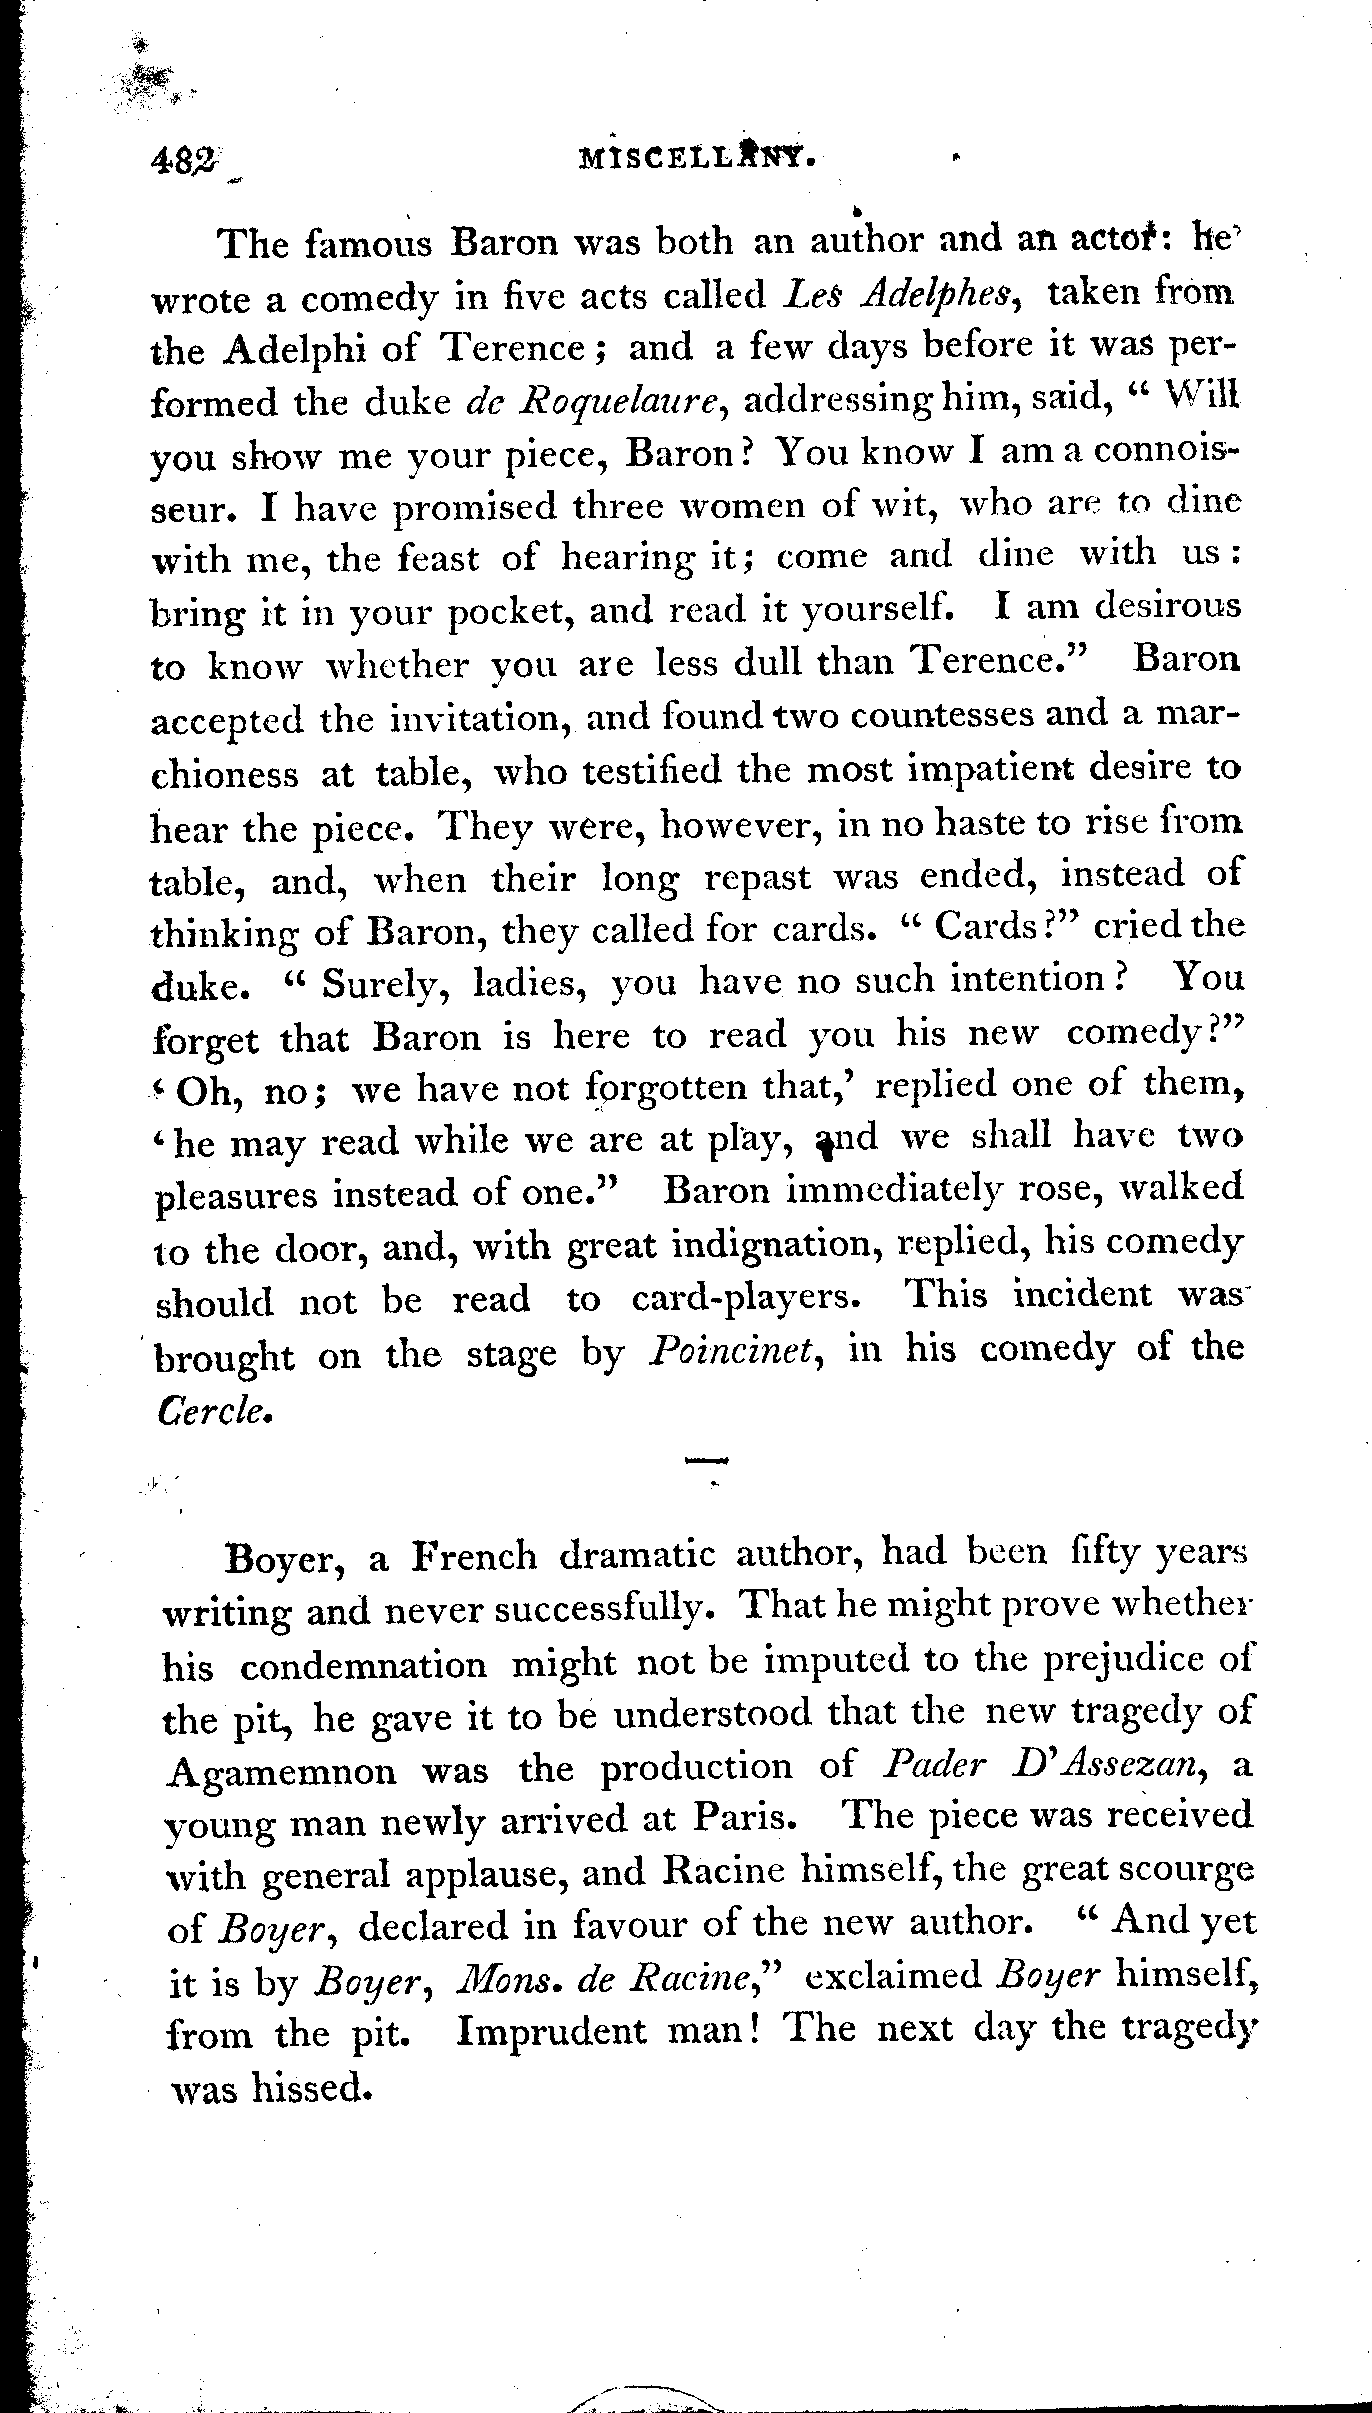 482 MISCELLANY.
The famous Baron was both an author and an actor: he
wrote a comedy in five acts called Les Adelphes, taken from
the Adelphi of Terence; and a few days before it was per-
formed the duke de Roquelaure, addressing him, said, “ Will
you show me your piece, Baron? You know I am a connois-
seur. I have promised three women of wit, who are to dine
with me, the feast of hearing it; come and dine with us:
bring it in your pocket, and read it yourself. I am desirous
to know whether you are less dull than Terence.” Baron
accepted the invitation, and found two countesses and a mar-
chioness at table, who testified the most impatient desire to
hear the piece. They were, however, in no haste to rise from
table, and, when their long repast was ended, instead of
thinking of Baron, they called for cards. “ Cards?” cried the
duke. “ Surely, ladies, you have no such intention? You
forget that Baron is here to read you his new comedy?”
‘ Oh, no; we have not forgotten that,’ replied one of them,
‘ he may read while we are at play, and we shall have two
pleasures instead of one.” Baron immediately rose, walked
to the door, and, with great indignation, replied, his comedy
should not be read to card-players. This incident was
brought on the stage by Poincinet, in his comedy of the
Cercle.
Boyer, a French dramatic author, had been fifty years
writing and never successfully. That he might prove whether
his condemnation might not be imputed to the prejudice of
the pit, he gave it to be understood that the new tragedy of
Agamemnon was the production of Pader D'Assezan, a
young man newly arrived at Paris. The piece was received
with general applause, and Racine himself, the great scourge
of Boyer, declared in favour of the new author. “ And yet
it is by Boyer, Mons. de Racine,” exclaimed Boyer himself,
from the pit. Imprudent man! The next day the tragedy
was hissed.